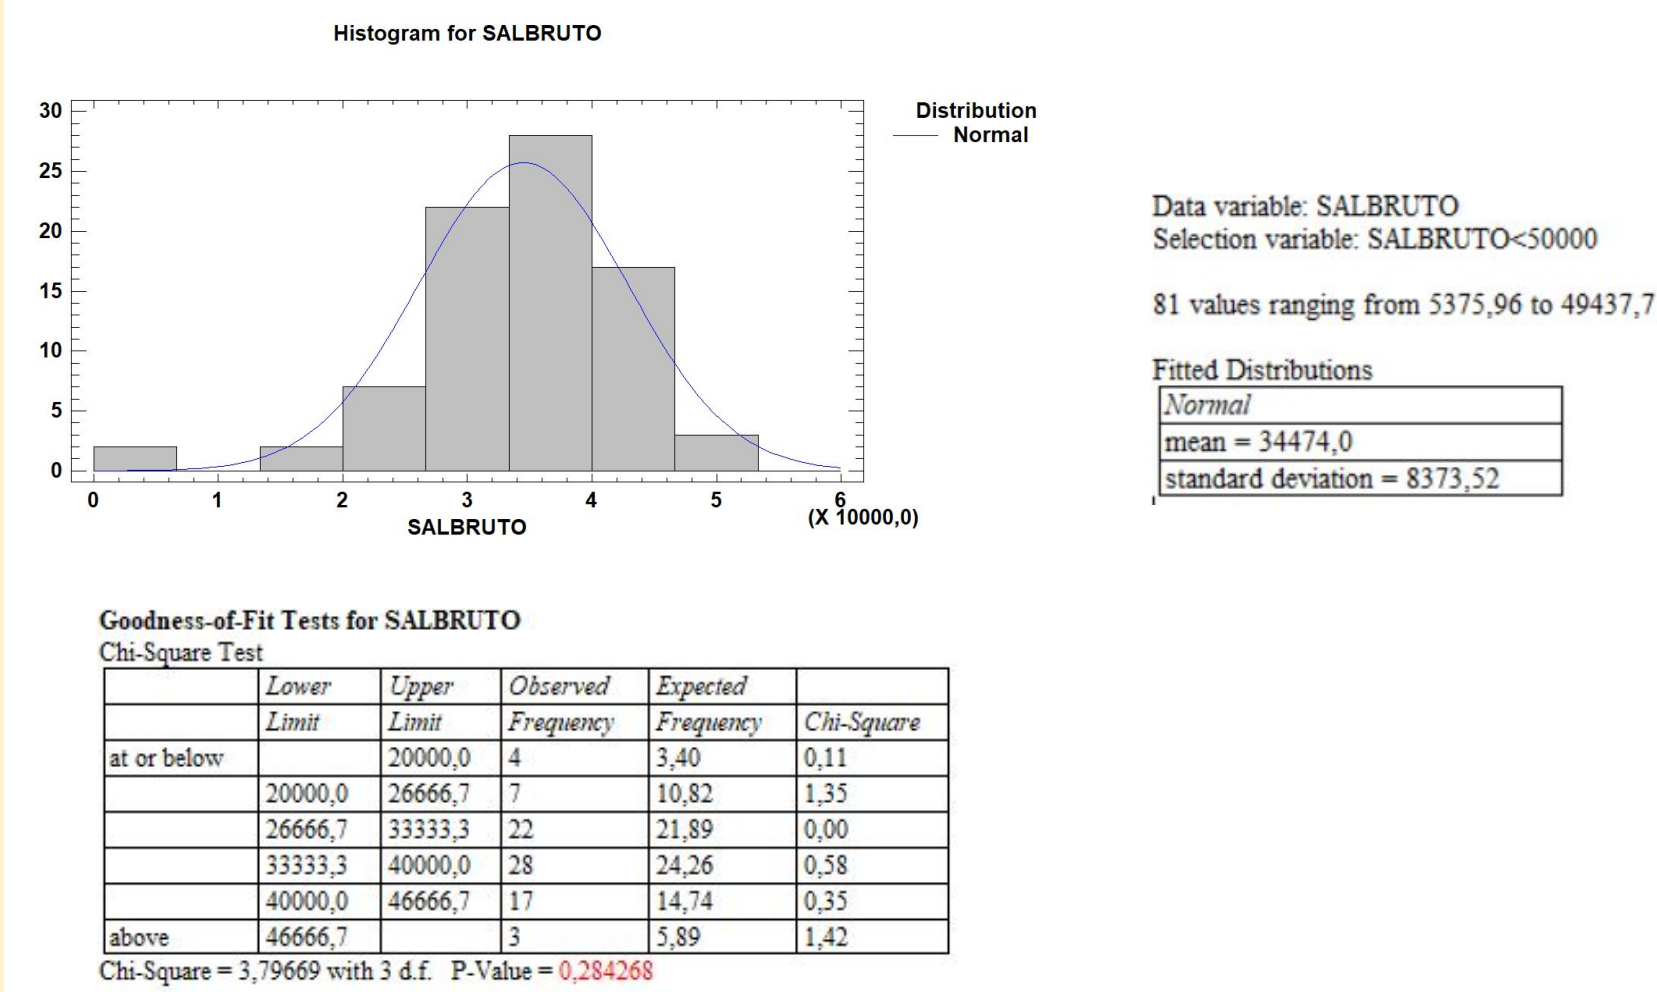 Histogram for SALBRUTO
Distribution
Normal
30
25
20
15
10
5
0
0 1 2 3 4 5 6
(X 10000,0)
SALBRUTO
Data variable: SALBRUTO
Selection variable: SALBRUTO<50000
81 values ranging from 5375,96 to 49437,7
Fitted Distributions
Normal
mean = 34474,0
standard deviation = 8373,52
Goodness-of-Fit Tests for SALBRUTO
Chi-Square Test
Lower Upper Observed Expected
Limit Limit Frequency Frequency Chi-Square
at or below 20000,0 4 3,40 0,11
20000,0 26666,7 7 10,82 1,35
26666,7 33333,3 22 21,89 0,00
33333,3 40000,0 28 24,26 0,58
40000,0 46666,7 17 14,74 0,35
above 46666,7 3 5,89 1,42
Chi-Square = 3,79669 with 3 d.f. P-Value = 0,284268